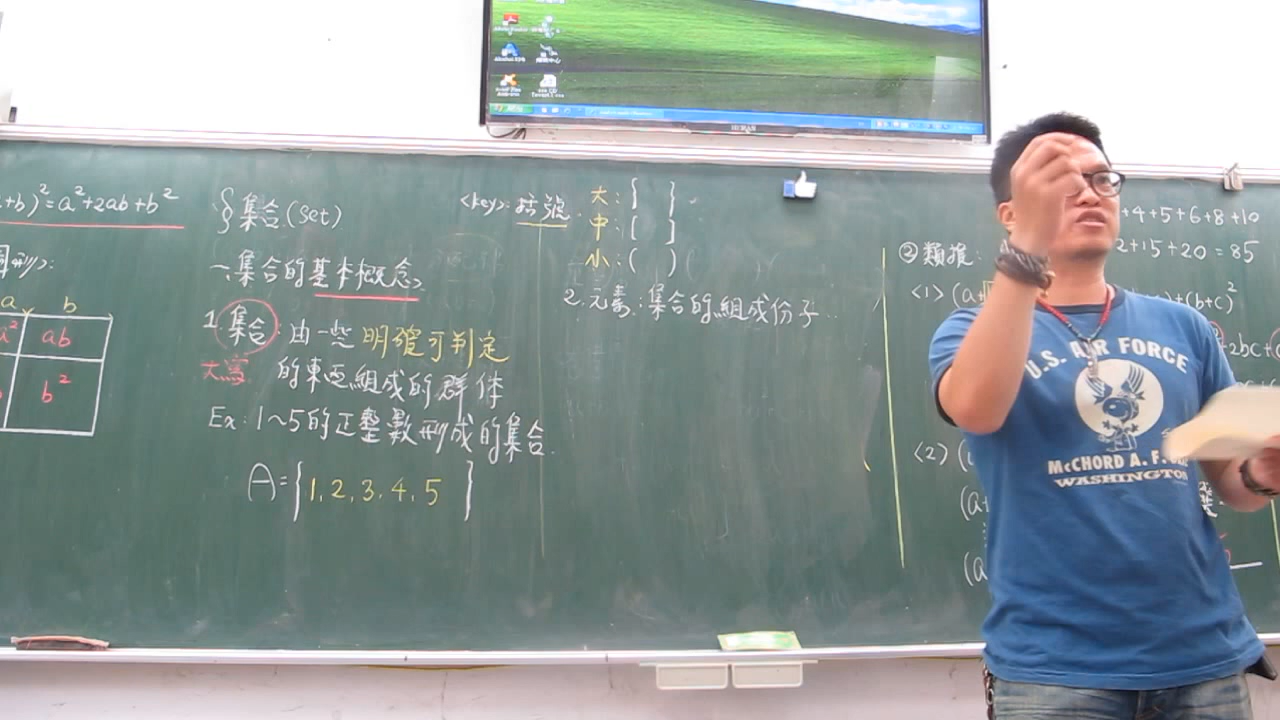 +b)²=a²+2ab+b²
a b
a² ab
b²
§集合(Set)
一、集合的基本概念
1. 集合 由一些明確可判定
大寫 的東西組成的群体
Ex: 1~5的正整數形成的集合.
A={1,2,3,4,5 }
<key>: 括號 大:{ }
中:[ ]
小:( )
2. 元素:集合的組成份子
+4+5+6+8+10
2+15+20=85
②類推:
<1> (a+
+(b+c)²
2bc+
<2> (
(a+
(a
HERAN
U.S. AIR FORCE
McCHORD A. F.
WASHINGTON